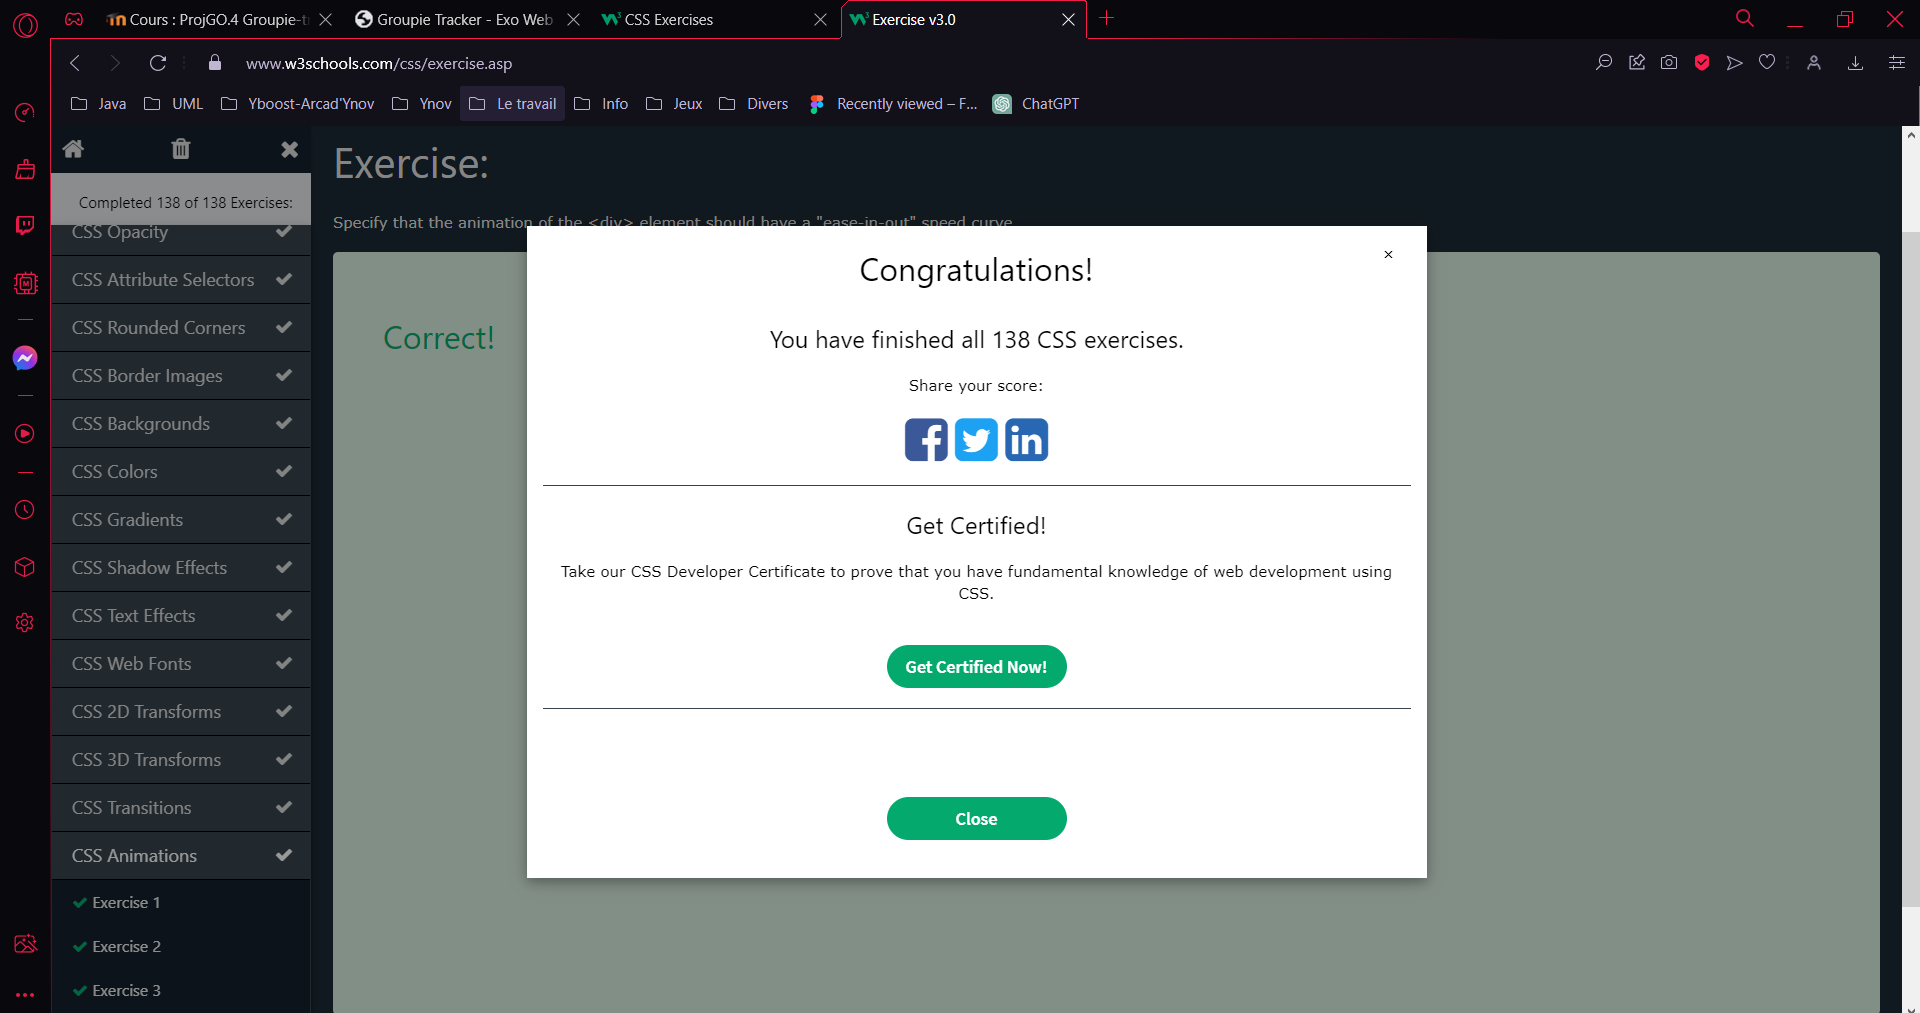 Cours : ProjGO.4 Groupie-t
Groupie Tracker - Exo Web
CSS Exercises
Exercise v3.0
www.w3schools.com/css/exercise.asp
Java
UML
Yboost-Arcad'Ynov
Ynov
Le travail
Info
Jeux
Divers
Recently viewed – F...
ChatGPT
Completed 138 of 138 Exercises:
CSS Opacity
CSS Attribute Selectors
CSS Rounded Corners
CSS Border Images
CSS Backgrounds
CSS Colors
CSS Gradients
CSS Shadow Effects
CSS Text Effects
CSS Web Fonts
CSS 2D Transforms
CSS 3D Transforms
CSS Transitions
CSS Animations
Exercise 1
Exercise 2
Exercise 3
Exercise:
Specify that the animation of the <div> element should have a "ease-in-out" speed curve
Correct!
×
Congratulations!
You have finished all 138 CSS exercises.
Share your score:
Get Certified!
Take our CSS Developer Certificate to prove that you have fundamental knowledge of web development using
CSS.
Get Certified Now!
Close